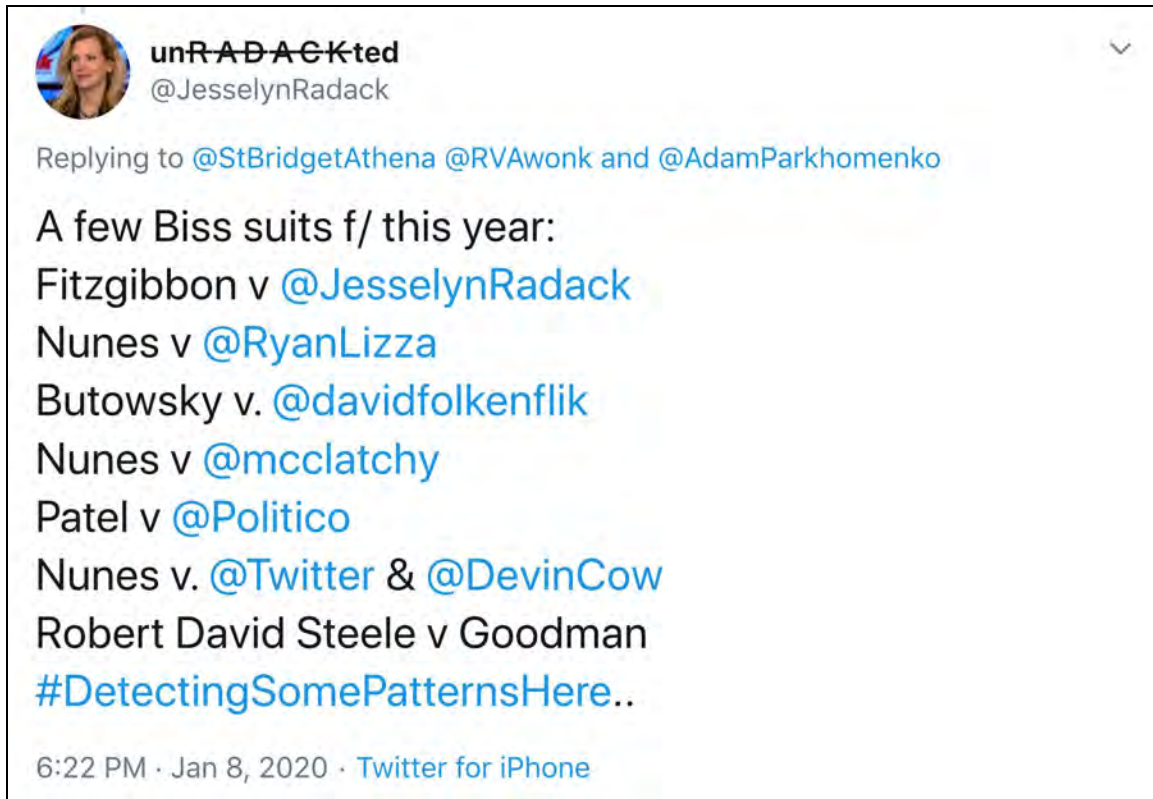 unR A D A C Kted
@JesselynRadack
Replying to @StBridgetAthena @RVAwonk and @AdamParkhomenko
A few Biss suits f/ this year:
Fitzgibbon v @JesselynRadack
Nunes v @RyanLizza
Butowsky v. @davidfolkenflik
Nunes v @mcclatchy
Patel v @Politico
Nunes v. @Twitter & @DevinCow
Robert David Steele v Goodman
#DetectingSomePatternsHere..
6:22 PM · Jan 8, 2020 · Twitter for iPhone